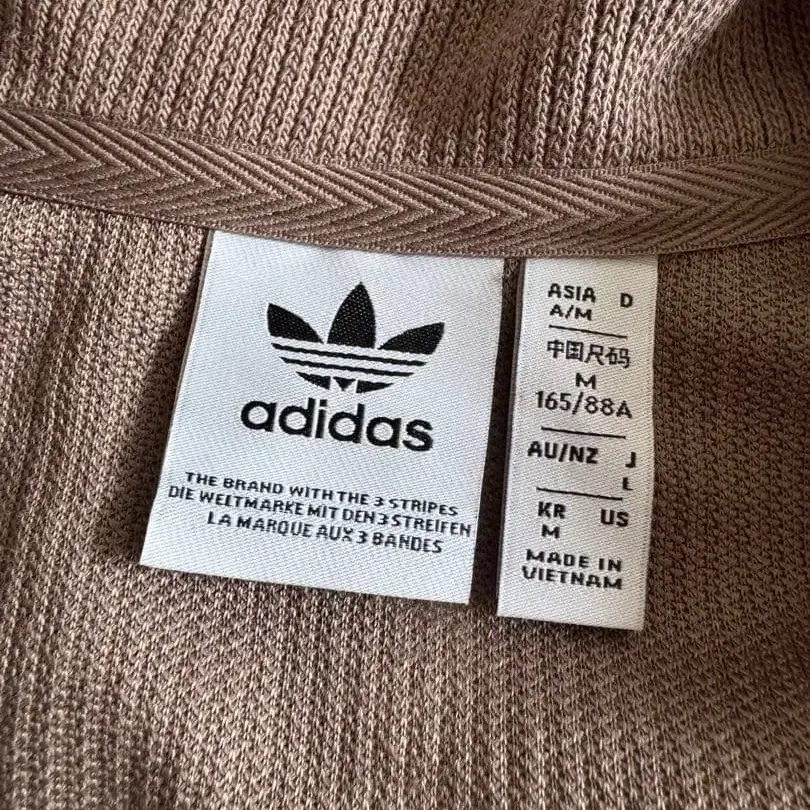 adidas
THE BRAND WITH THE 3 STRIPES
DIE WELTMARKE MIT DEN 3 STREIFEN
LA MARQUE AUX 3 BANDES
ASIA D
A/M
中国尺码
M
165/88A
AU/NZ J
L
KR US
M
MADE IN
VIETNAM